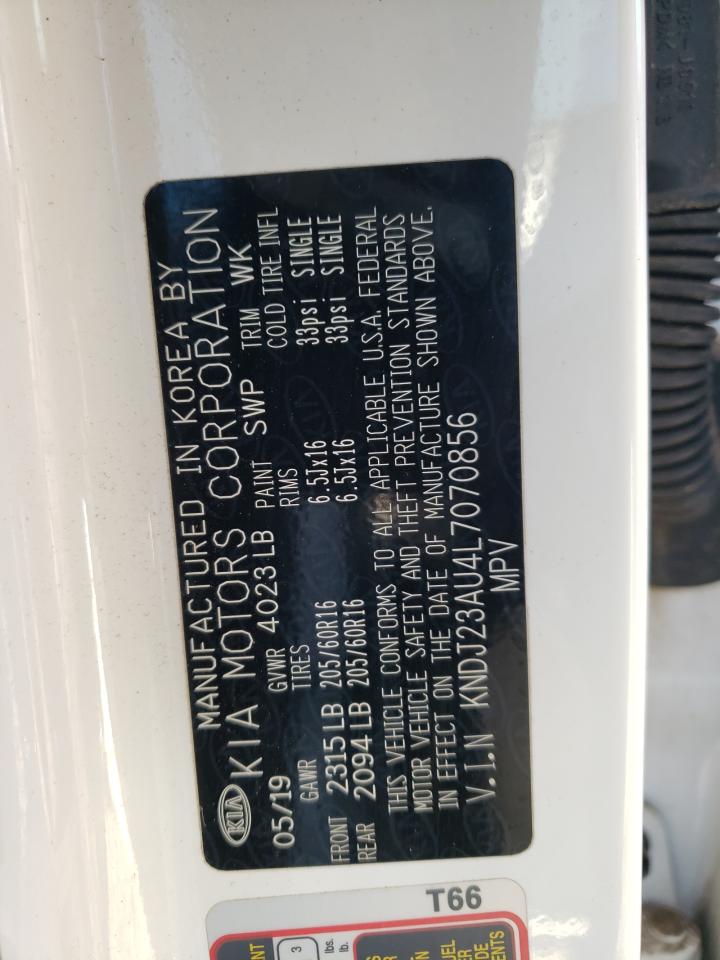 MANUFACTURED IN KOREA BY
KIA KIA MOTORS CORPORATION
05/19 GVWR 4023 LB PAINT SWP TRIM WK
GAWR TIRES RIMS COLD TIRE INFL
FRONT 2315 LB 205/60R16 6.5Jx16 33psi SINGLE
REAR 2094 LB 205/60R16 6.5Jx16 33psi SINGLE
THIS VEHICLE CONFORMS TO ALL APPLICABLE U.S.A. FEDERAL
MOTOR VEHICLE SAFETY AND THEFT PREVENTION STANDARDS
IN EFFECT ON THE DATE OF MANUFACTURE SHOWN ABOVE.
V.I.N KNDJ23AU4L7070856
MPV
T66
3
lbs.
lb.